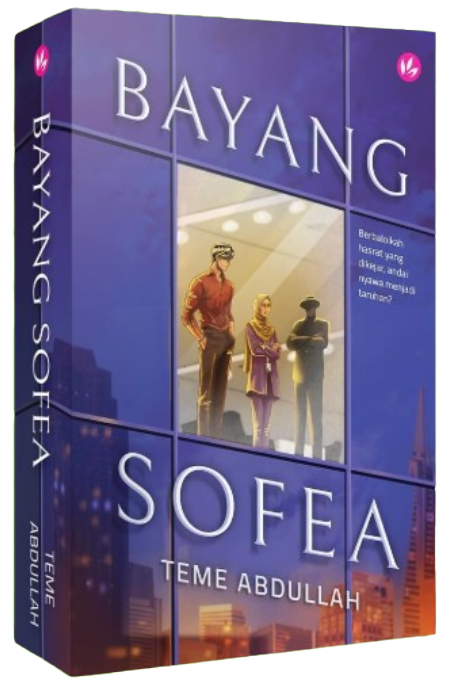 BAYANG
Berbaloikah
hasrat yang
dikejar, andai
nyawa menjadi
taruhan?
SOFEA
TEME ABDULLAH
BAYANG SOFEA
TEME
ABDULLAH